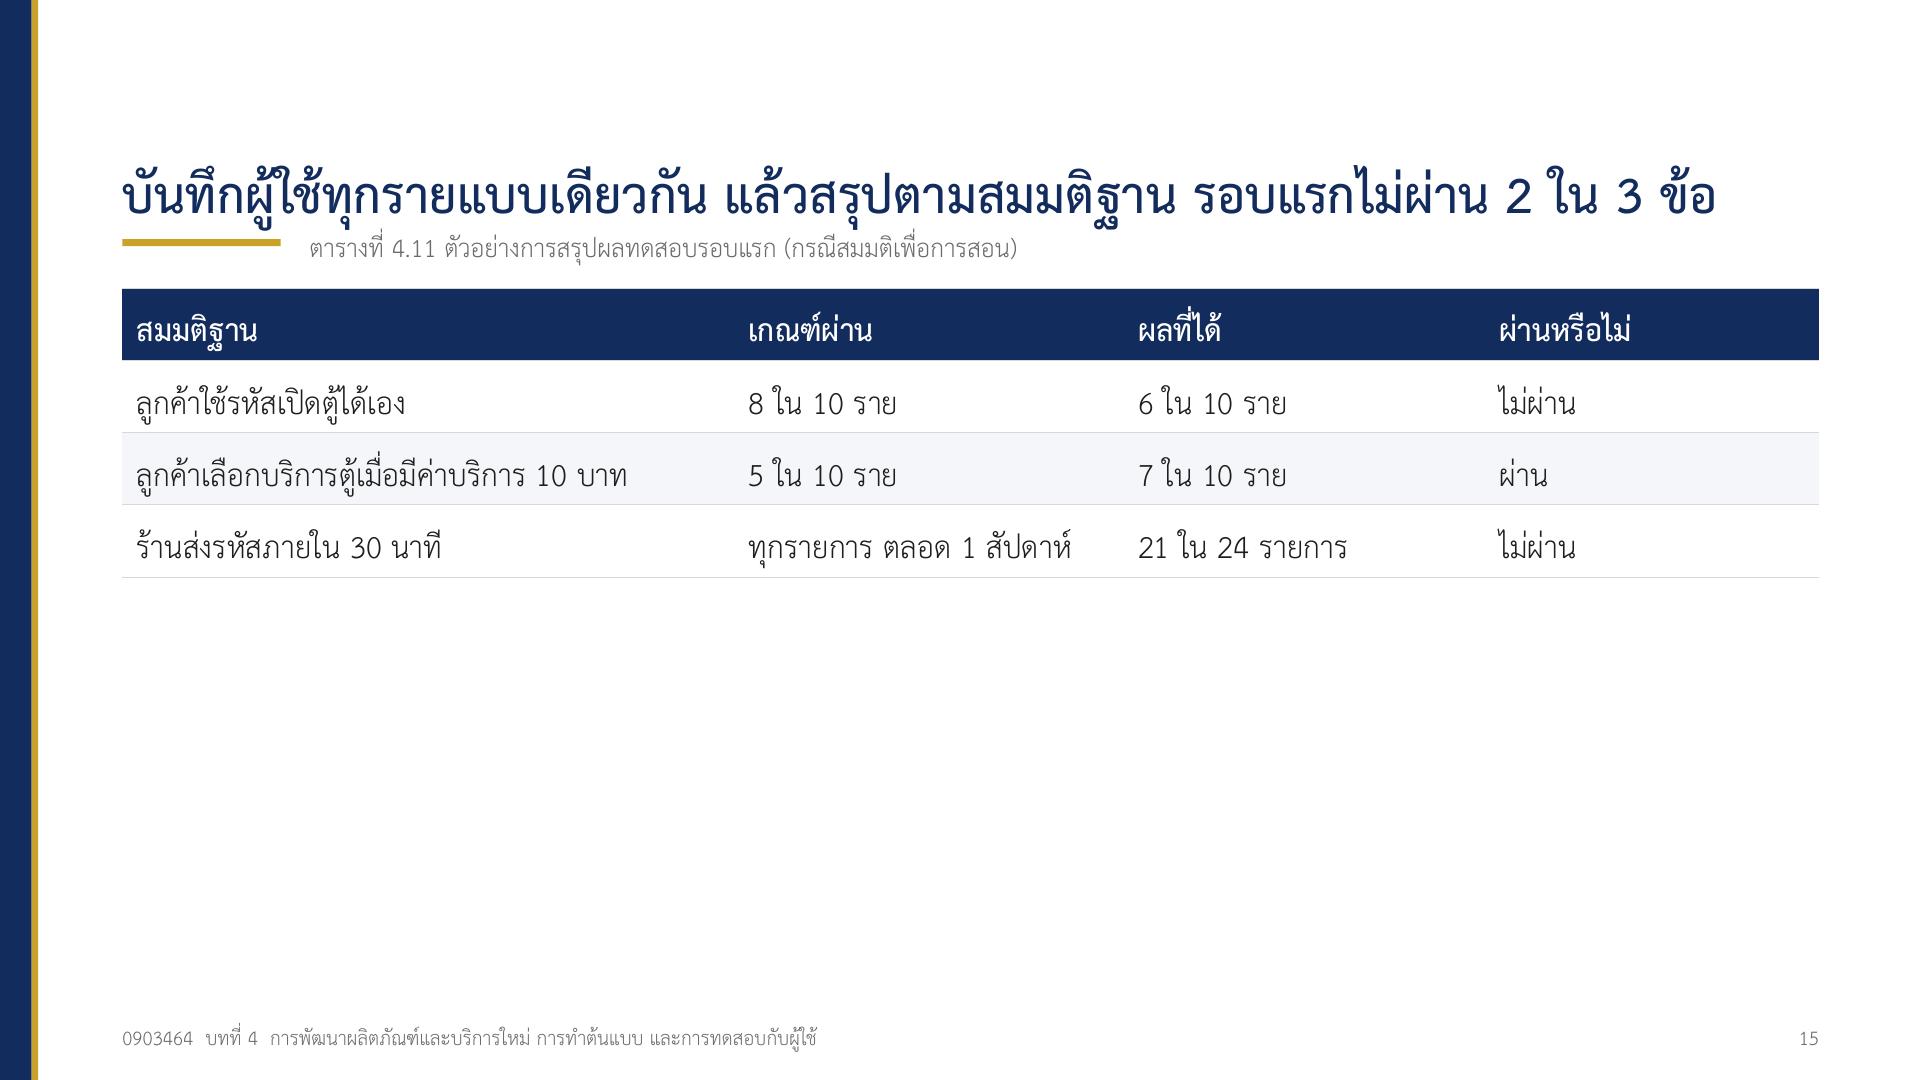 บันทึกผู้ใช้ทุกรายแบบเดียวกัน แล้วสรุปตามสมมติฐาน รอบแรกไม่ผ่าน 2 ใน 3 ข้อ
ตารางที่ 4.11 ตัวอย่างการสรุปผลทดสอบรอบแรก (กรณีสมมติเพื่อการสอน)
สมมติฐาน เกณฑ์ผ่าน ผลที่ได้ ผ่านหรือไม่
ลูกค้าใช้รหัสเปิดตู้ได้เอง 8 ใน 10 ราย 6 ใน 10 ราย ไม่ผ่าน
ลูกค้าเลือกบริการตู้เมื่อมีค่าบริการ 10 บาท 5 ใน 10 ราย 7 ใน 10 ราย ผ่าน
ร้านส่งรหัสภายใน 30 นาที ทุกรายการ ตลอด 1 สัปดาห์ 21 ใน 24 รายการ ไม่ผ่าน
0903464 บทที่ 4 การพัฒนาผลิตภัณฑ์และบริการใหม่ การทำต้นแบบ และการทดสอบกับผู้ใช้ 15